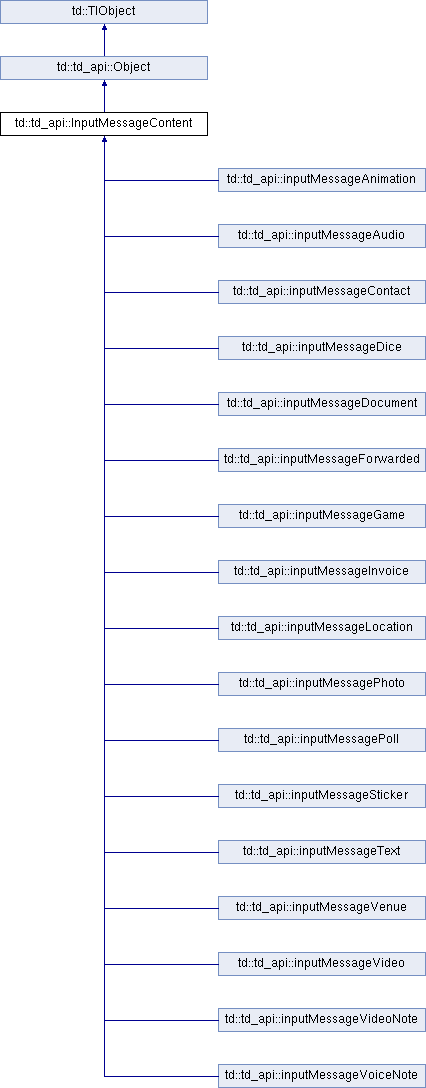 td::TlObject
td::td_api::Object
td::td_api::InputMessageContent
td::td_api::inputMessageAnimation
td::td_api::inputMessageAudio
td::td_api::inputMessageContact
td::td_api::inputMessageDice
td::td_api::inputMessageDocument
td::td_api::inputMessageForwarded
td::td_api::inputMessageGame
td::td_api::inputMessageInvoice
td::td_api::inputMessageLocation
td::td_api::inputMessagePhoto
td::td_api::inputMessagePoll
td::td_api::inputMessageSticker
td::td_api::inputMessageText
td::td_api::inputMessageVenue
td::td_api::inputMessageVideo
td::td_api::inputMessageVideoNote
td::td_api::inputMessageVoiceNote